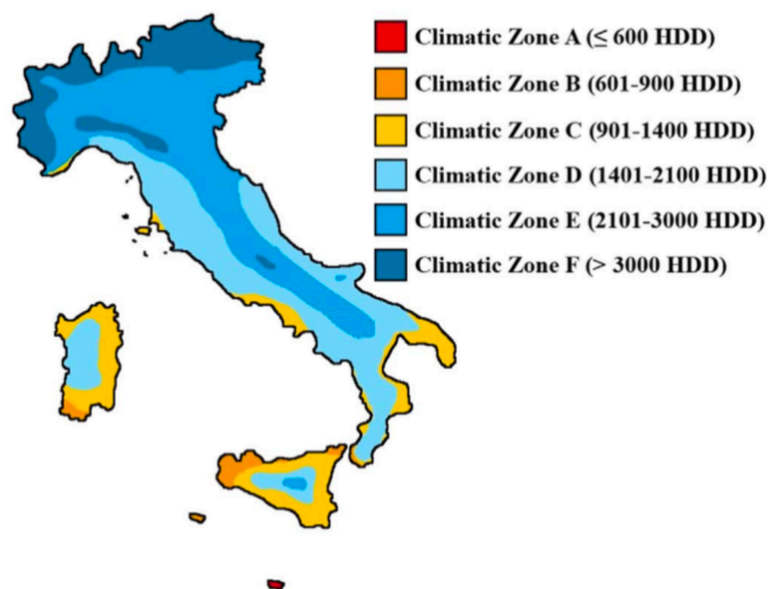 Climatic Zone A (≤ 600 HDD)
Climatic Zone B (601-900 HDD)
Climatic Zone C (901-1400 HDD)
Climatic Zone D (1401-2100 HDD)
Climatic Zone E (2101-3000 HDD)
Climatic Zone F (> 3000 HDD)